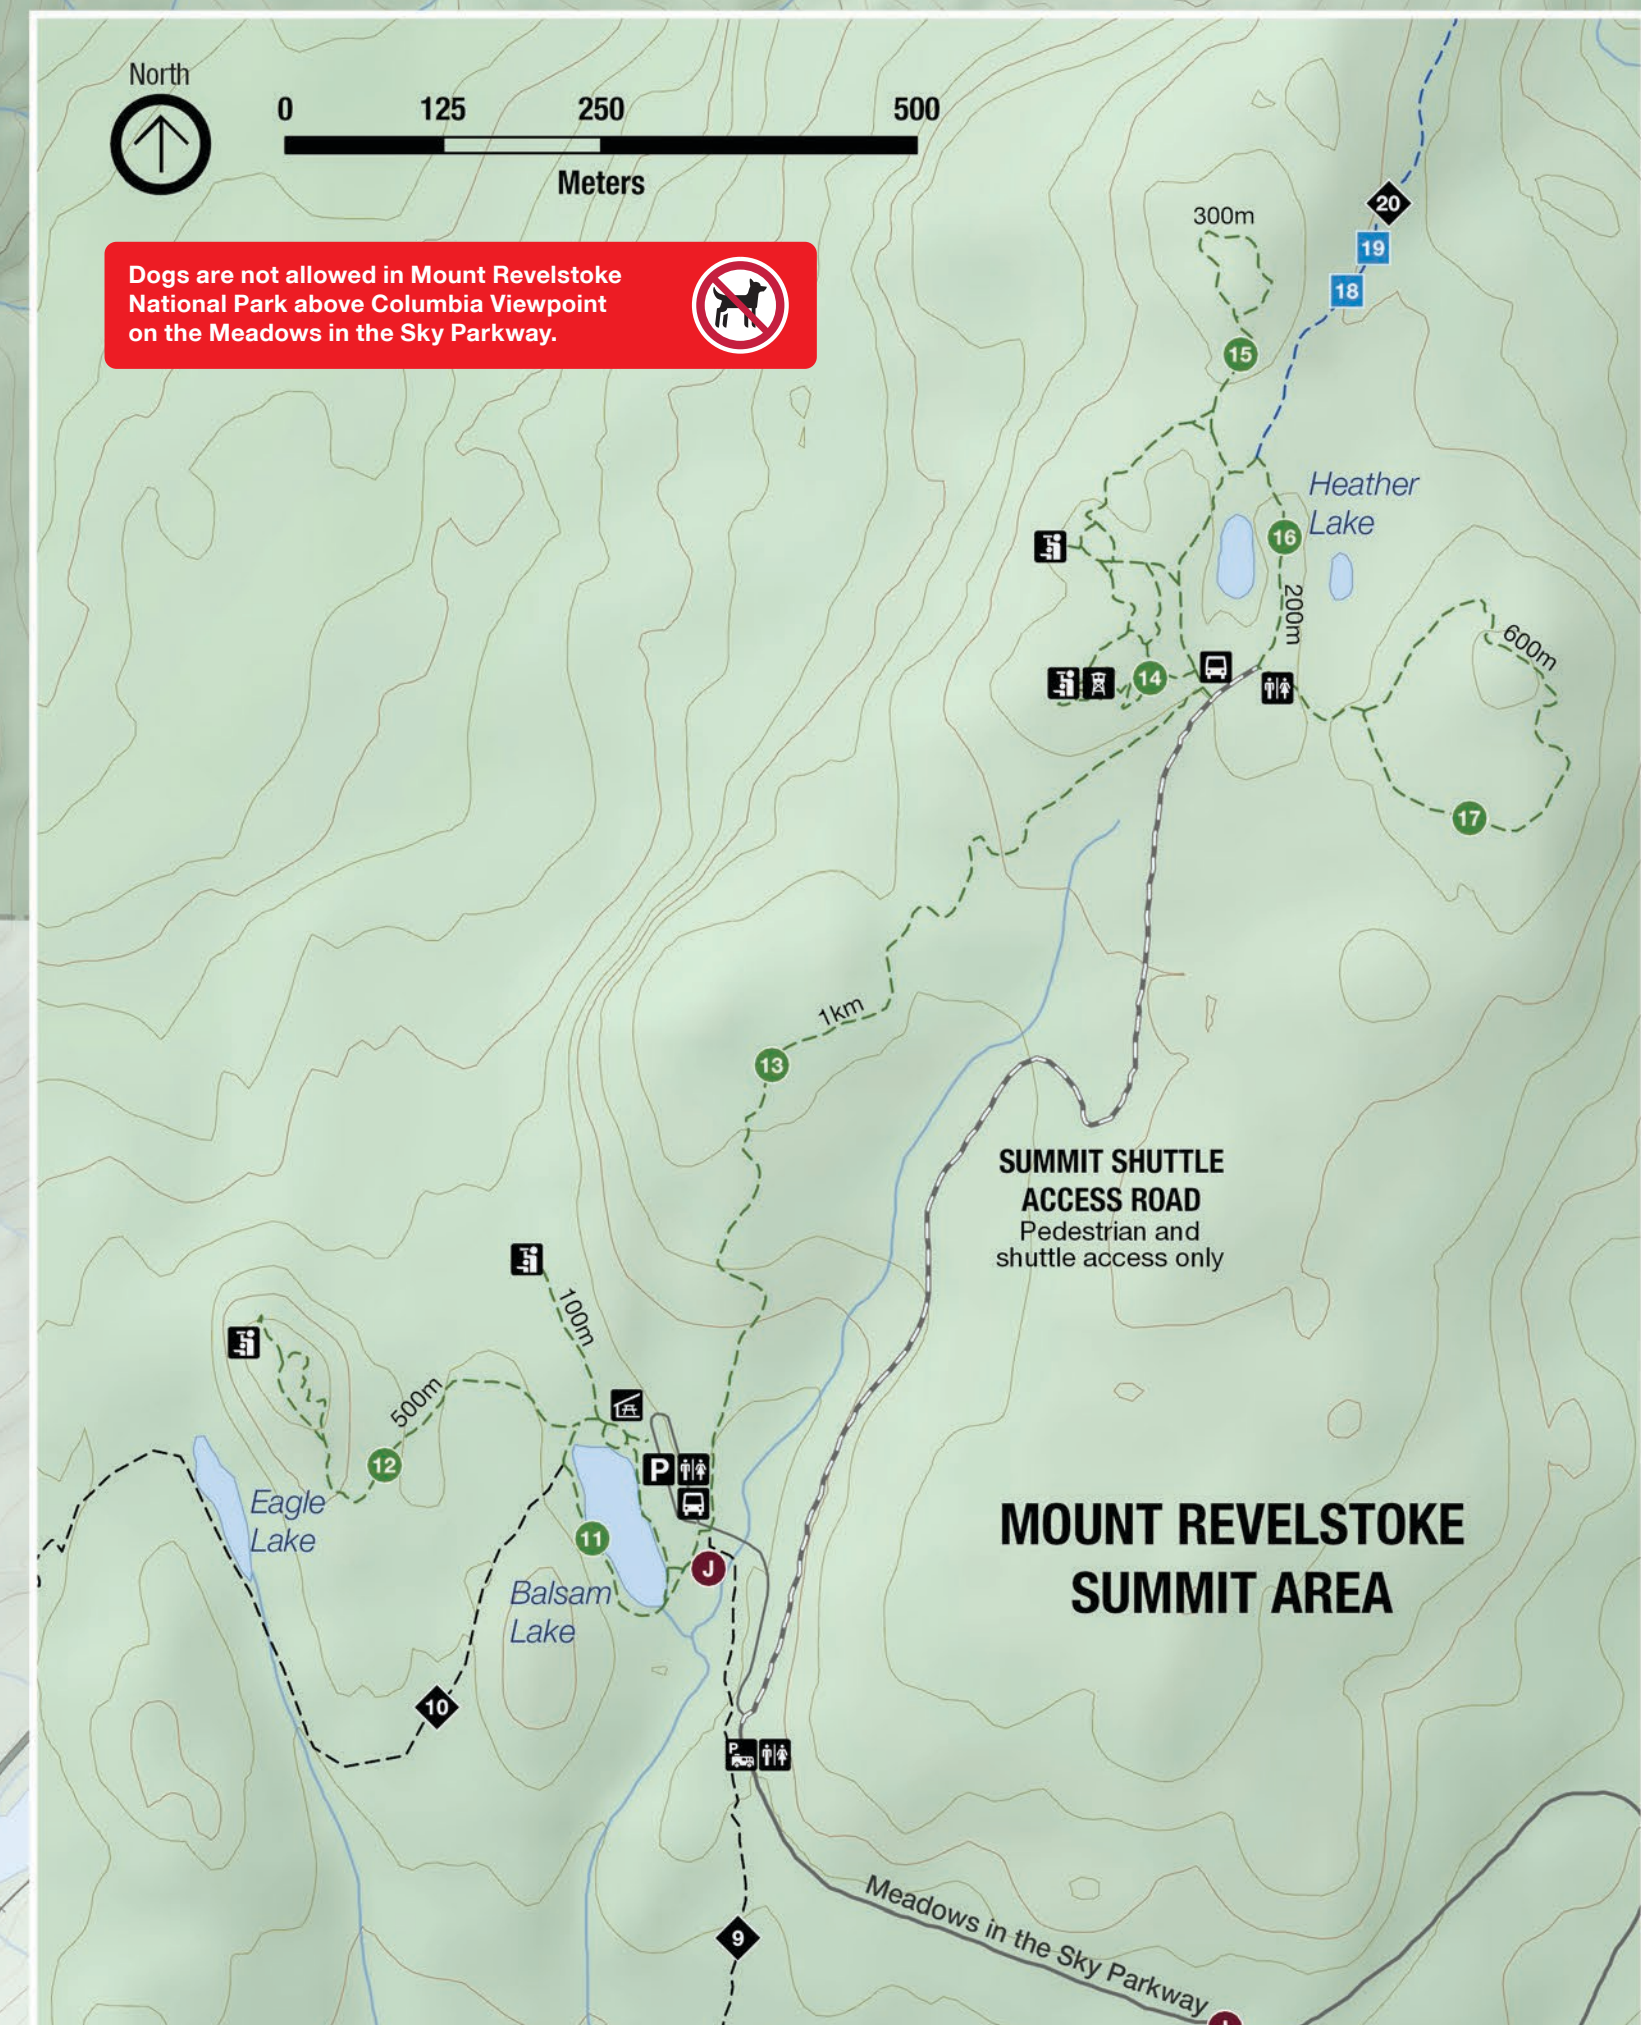 North
0 125 250 500
Meters
Dogs are not allowed in Mount Revelstoke
National Park above Columbia Viewpoint
on the Meadows in the Sky Parkway.
20
300m
19
18
15
Heather
Lake
16
200m
600m
14
17
1km
13
SUMMIT SHUTTLE
ACCESS ROAD
Pedestrian and
shuttle access only
100m
500m
12
P
Eagle
Lake
11
J
Balsam
Lake
MOUNT REVELSTOKE
SUMMIT AREA
10
P
Meadows in the Sky Parkway
9